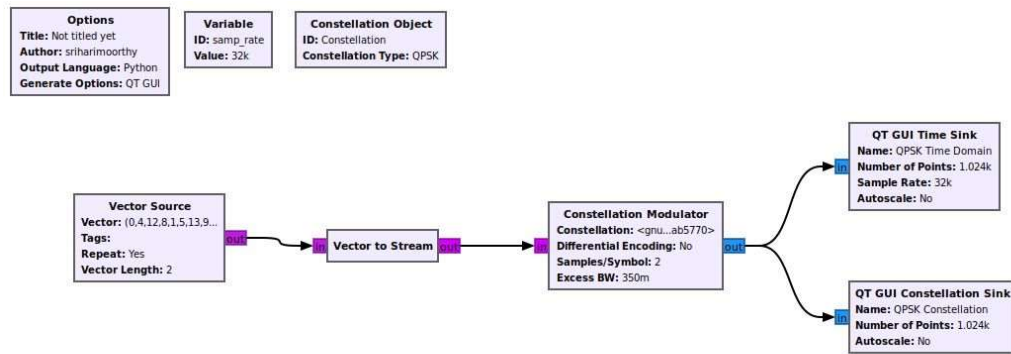 Options
Title: Not titled yet
Author: sriharimoorthy
Output Language: Python
Generate Options: QT GUI
Variable
ID: samp_rate
Value: 32k
Constellation Object
ID: Constellation
Constellation Type: QPSK
Vector Source
Vector: (0,4,12,8,1,5,13,9...
Tags:
Repeat: Yes
Vector Length: 2
out
in
Vector to Stream
out
in
Constellation Modulator
Constellation: <gnu...ab5770>
Differential Encoding: No
Samples/Symbol: 2
Excess BW: 350m
out
in
QT GUI Time Sink
Name: QPSK Time Domain
Number of Points: 1.024k
Sample Rate: 32k
Autoscale: No
in
QT GUI Constellation Sink
Name: QPSK Constellation
Number of Points: 1.024k
Autoscale: No